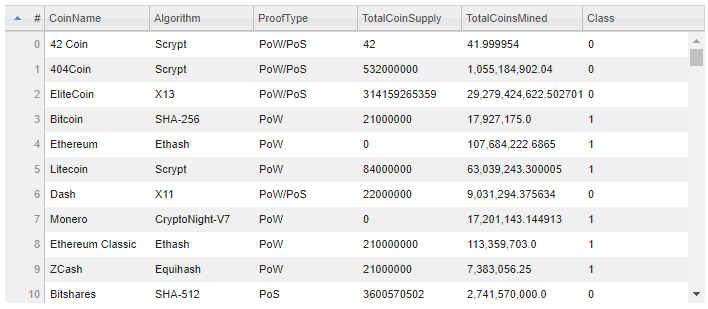 # CoinName Algorithm ProofType TotalCoinSupply TotalCoinsMined Class
0 42 Coin Scrypt PoW/PoS 42 41.999954 0
1 404Coin Scrypt PoW/PoS 532000000 1,055,184,902.04 0
2 EliteCoin X13 PoW/PoS 314159265359 29,279,424,622.502701 0
3 Bitcoin SHA-256 PoW 21000000 17,927,175.0 1
4 Ethereum Ethash PoW 0 107,684,222.6865 1
5 Litecoin Scrypt PoW 84000000 63,039,243.300005 1
6 Dash X11 PoW/PoS 22000000 9,031,294.375634 0
7 Monero CryptoNight-V7 PoW 0 17,201,143.144913 1
8 Ethereum Classic Ethash PoW 210000000 113,359,703.0 1
9 ZCash Equihash PoW 21000000 7,383,056.25 1
10 Bitshares SHA-512 PoS 3600570502 2,741,570,000.0 0